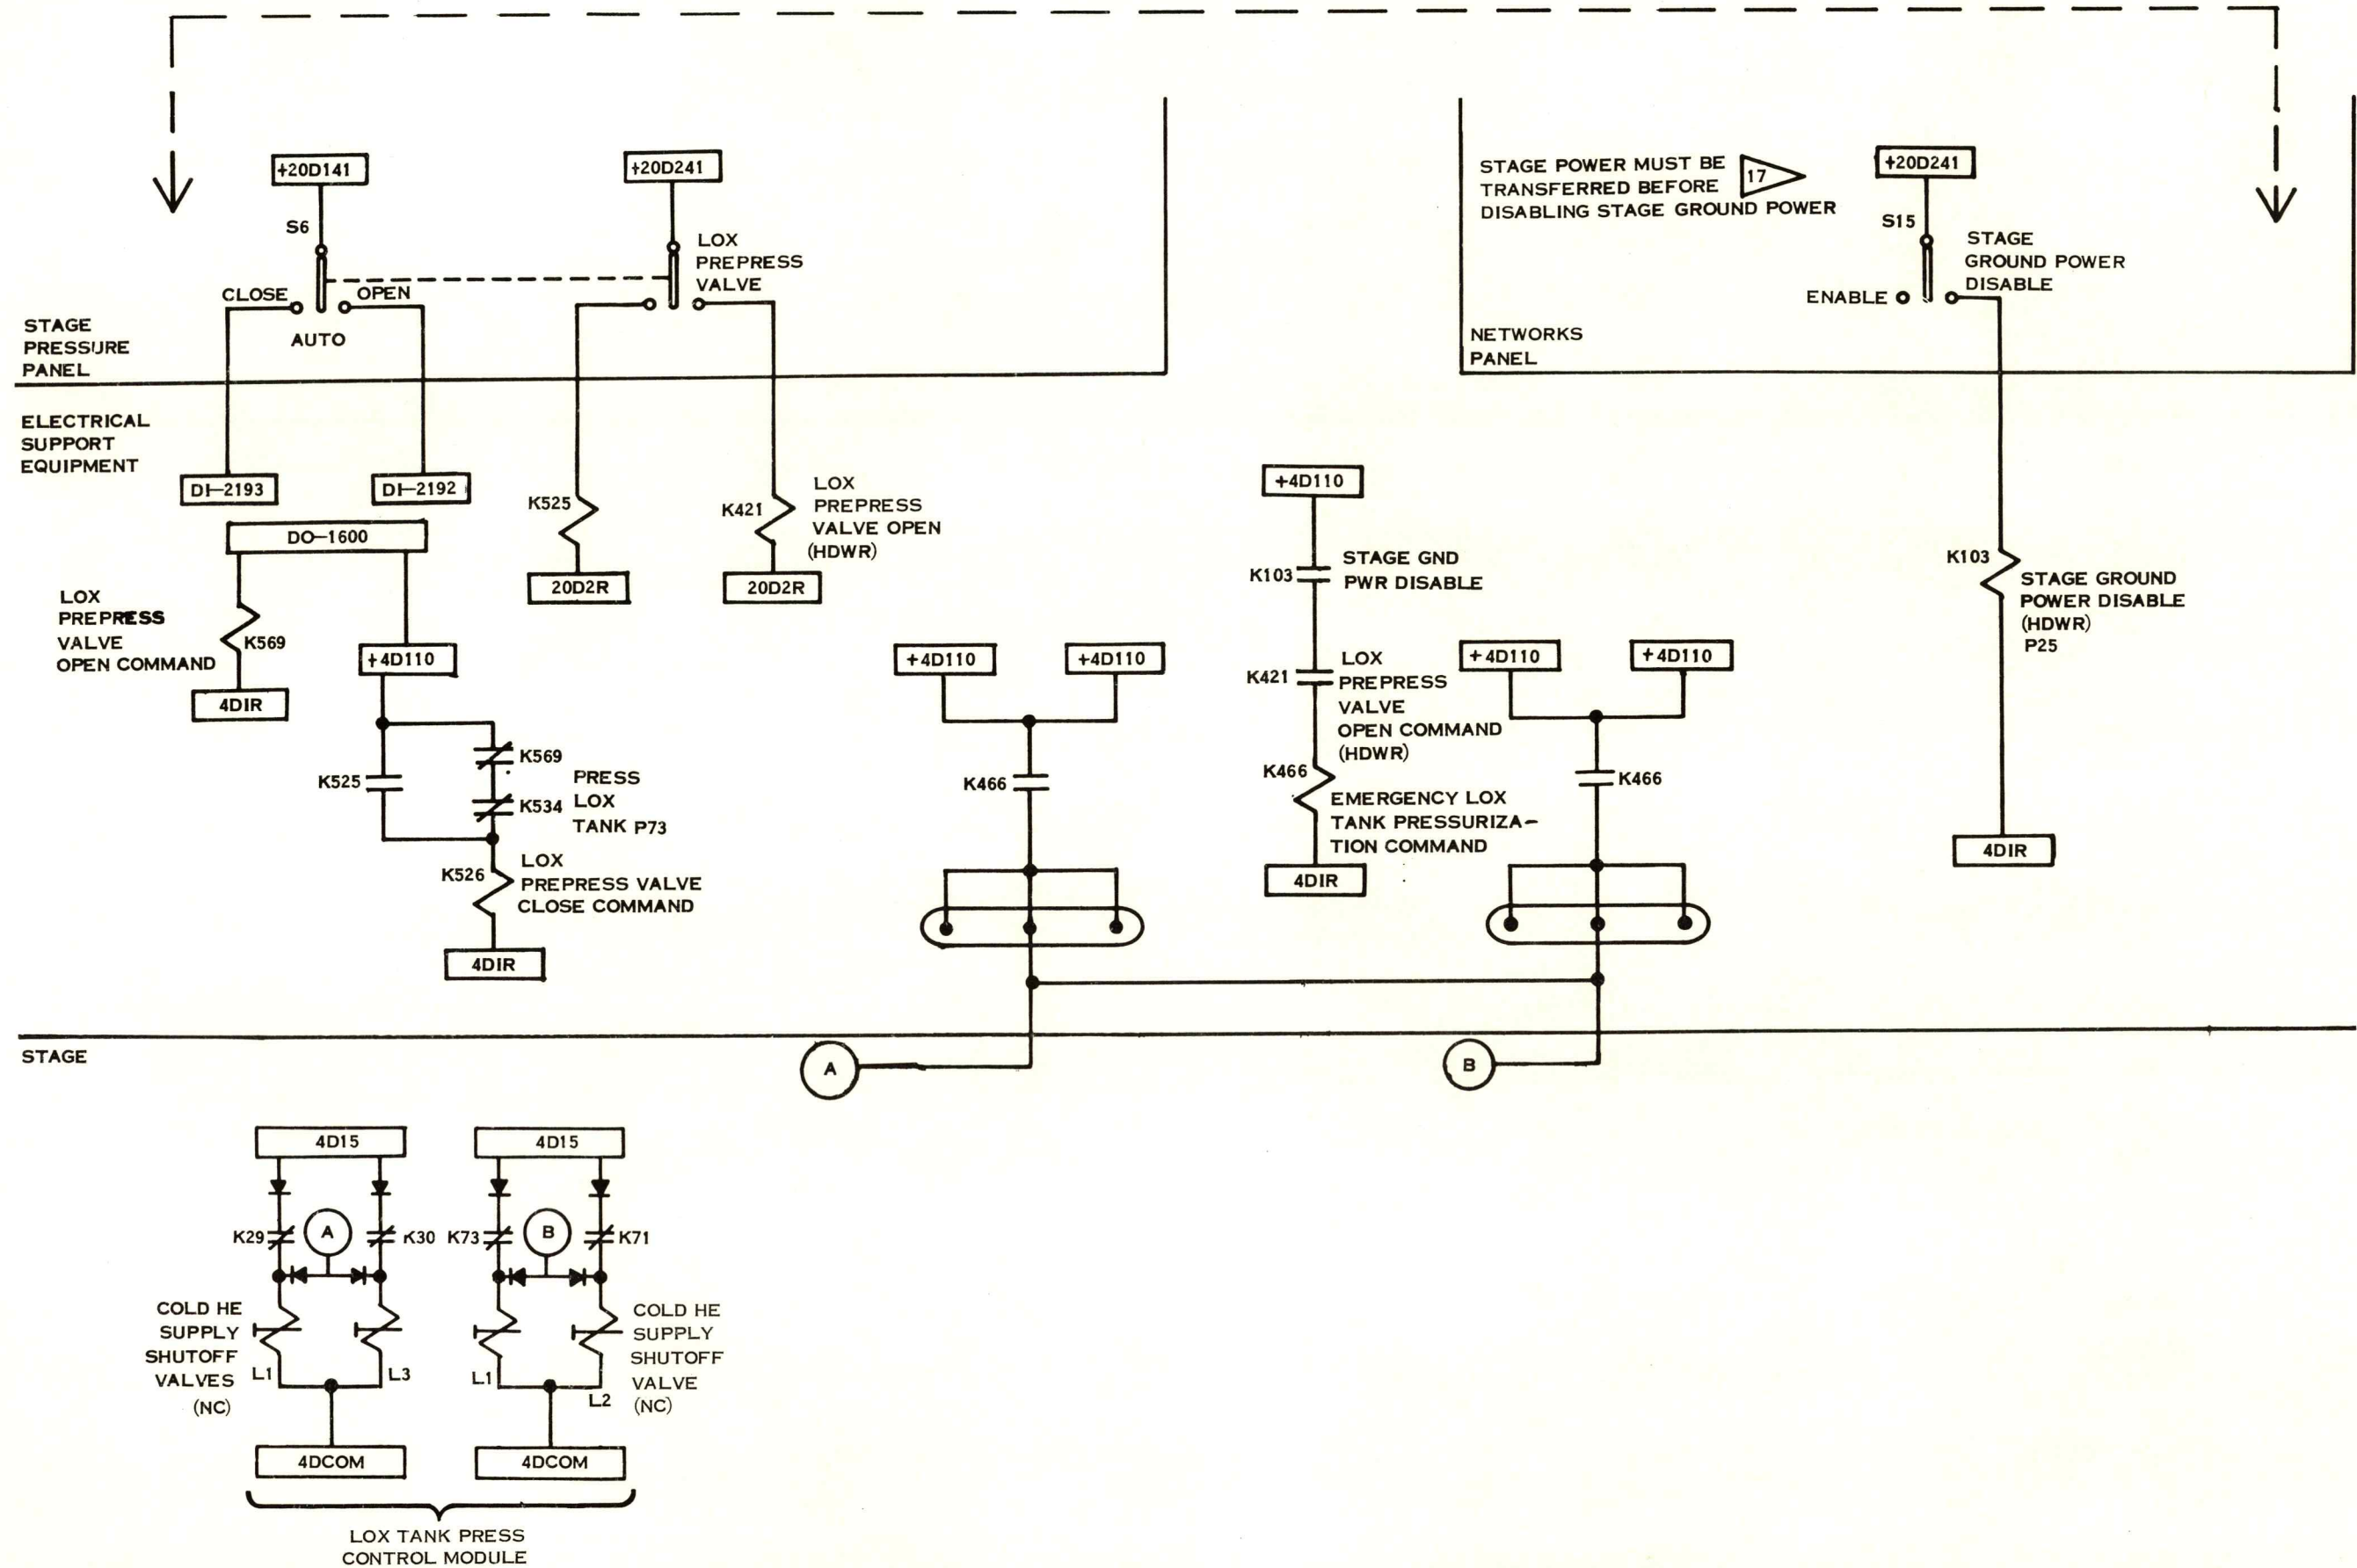 +20D141
+20D241
S6
LOX
PREPRESS
VALVE
CLOSE
OPEN
AUTO
STAGE
PRESSURE
PANEL
STAGE POWER MUST BE
TRANSFERRED BEFORE
DISABLING STAGE GROUND POWER
17
+20D241
S15
STAGE
GROUND POWER
DISABLE
ENABLE
NETWORKS
PANEL
ELECTRICAL
SUPPORT
EQUIPMENT
DI-2193
DI-2192
K525
K421
LOX
PREPRESS
VALVE OPEN
(HDWR)
20D2R
20D2R
DO-1600
LOX
PREPRESS
VALVE
OPEN COMMAND
K569
4DIR
+4D110
K525
K569
K534
PRESS
LOX
TANK P73
K526
LOX
PREPRESS VALVE
CLOSE COMMAND
4DIR
+4D110
+4D110
K466
+4D110
K103
STAGE GND
PWR DISABLE
K421
LOX
PREPRESS
VALVE
OPEN COMMAND
(HDWR)
K466
EMERGENCY LOX
TANK PRESSURIZA-
TION COMMAND
4DIR
+4D110
+4D110
K466
K103
STAGE GROUND
POWER DISABLE
(HDWR)
P25
4DIR
STAGE
A
B
4D15
4D15
K29
A
K30
K73
B
K71
COLD HE
SUPPLY
SHUTOFF
VALVES
(NC)
L1
L3
L1
L2
COLD HE
SUPPLY
SHUTOFF
VALVE
(NC)
4DCOM
4DCOM
LOX TANK PRESS
CONTROL MODULE